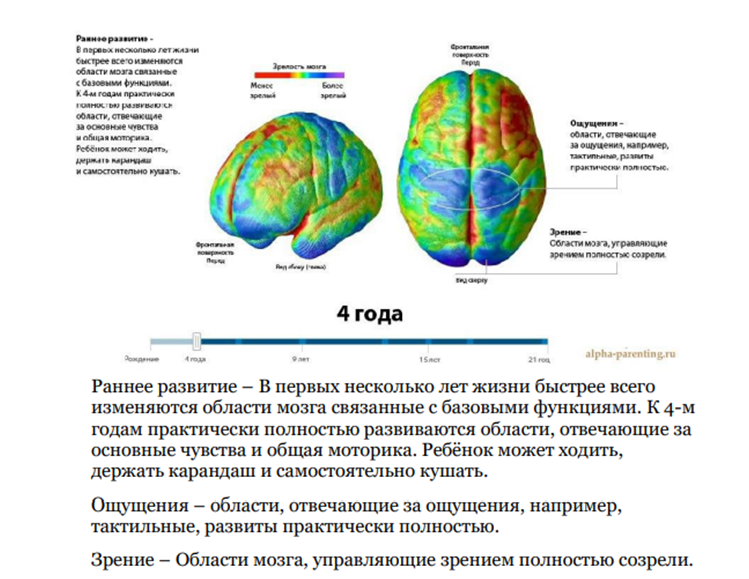 Раннее развитие –
В первых несколько лет жизни
быстрее всего изменяются
области мозга связанные
с базовыми функциями.
К 4-м годам практически
полностью развиваются
области, отвечающие
за основные чувства
и общая моторика.
Ребёнок может ходить,
держать карандаш
и самостоятельно кушать.
Зрелость мозга
Менее зрелый
Более зрелый
Фронтальная
поверхность
Перед
Ощущения –
области, отвечающие
за ощущения, например,
тактильные, развиты
практически полностью.
Зрение –
Области мозга, управляющие
зрением полностью созрели.
Фронтальная
поверхность
Перед
Вид сбоку (слева)
Вид сверху
4 года
Рождение 4 года 9 лет 15 лет 21 год
alpha-parenting.ru
Раннее развитие – В первых несколько лет жизни быстрее всего
изменяются области мозга связанные с базовыми функциями. К 4-м
годам практически полностью развиваются области, отвечающие за
основные чувства и общая моторика. Ребёнок может ходить,
держать карандаш и самостоятельно кушать.
Ощущения – области, отвечающие за ощущения, например,
тактильные, развиты практически полностью.
Зрение – Области мозга, управляющие зрением полностью созрели.